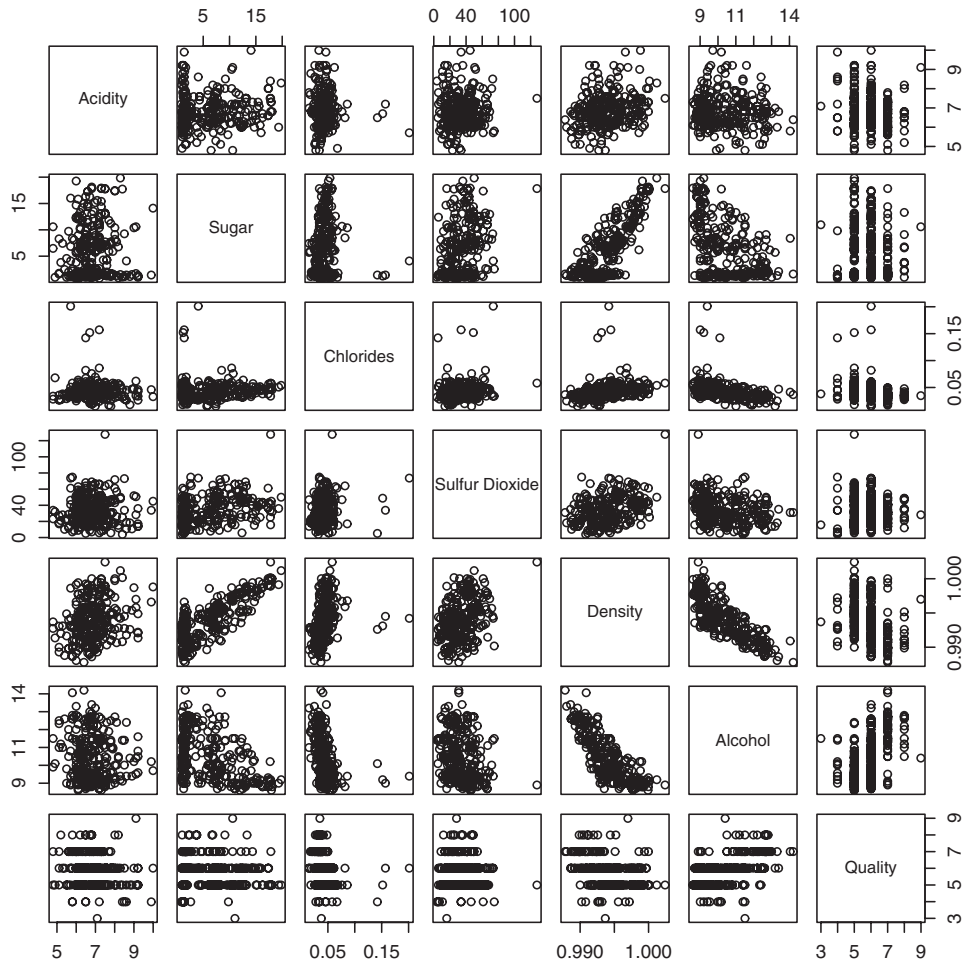 5 15
0 40 100
9 11 14
Acidity
5 7 9
5 15
Sugar
Chlorides
0.05 0.15
0 40 100
Sulfur Dioxide
Density
0.990 1.000
9 11 14
Alcohol
Quality
3 5 7 9
5 7 9
0.05 0.15
0.990 1.000
3 5 7 9